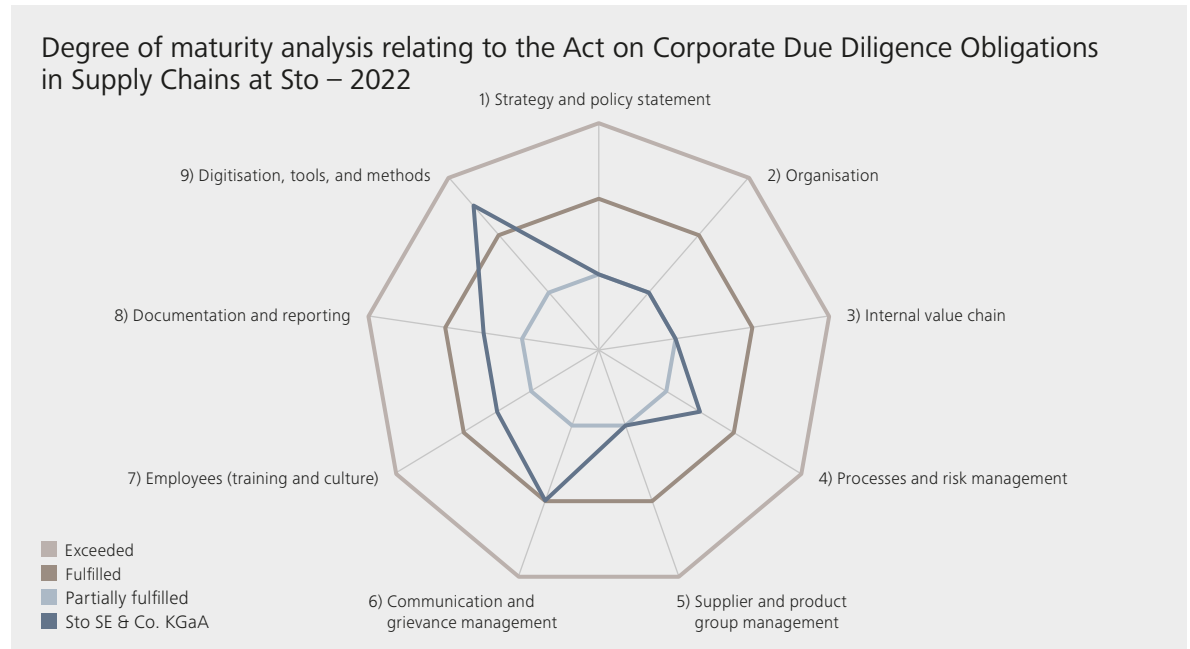 Degree of maturity analysis relating to the Act on Corporate Due Diligence Obligations
in Supply Chains at Sto – 2022
1) Strategy and policy statement
2) Organisation
3) Internal value chain
4) Processes and risk management
5) Supplier and product
group management
6) Communication and
grievance management
7) Employees (training and culture)
8) Documentation and reporting
9) Digitisation, tools, and methods
Exceeded
Fulfilled
Partially fulfilled
Sto SE & Co. KGaA